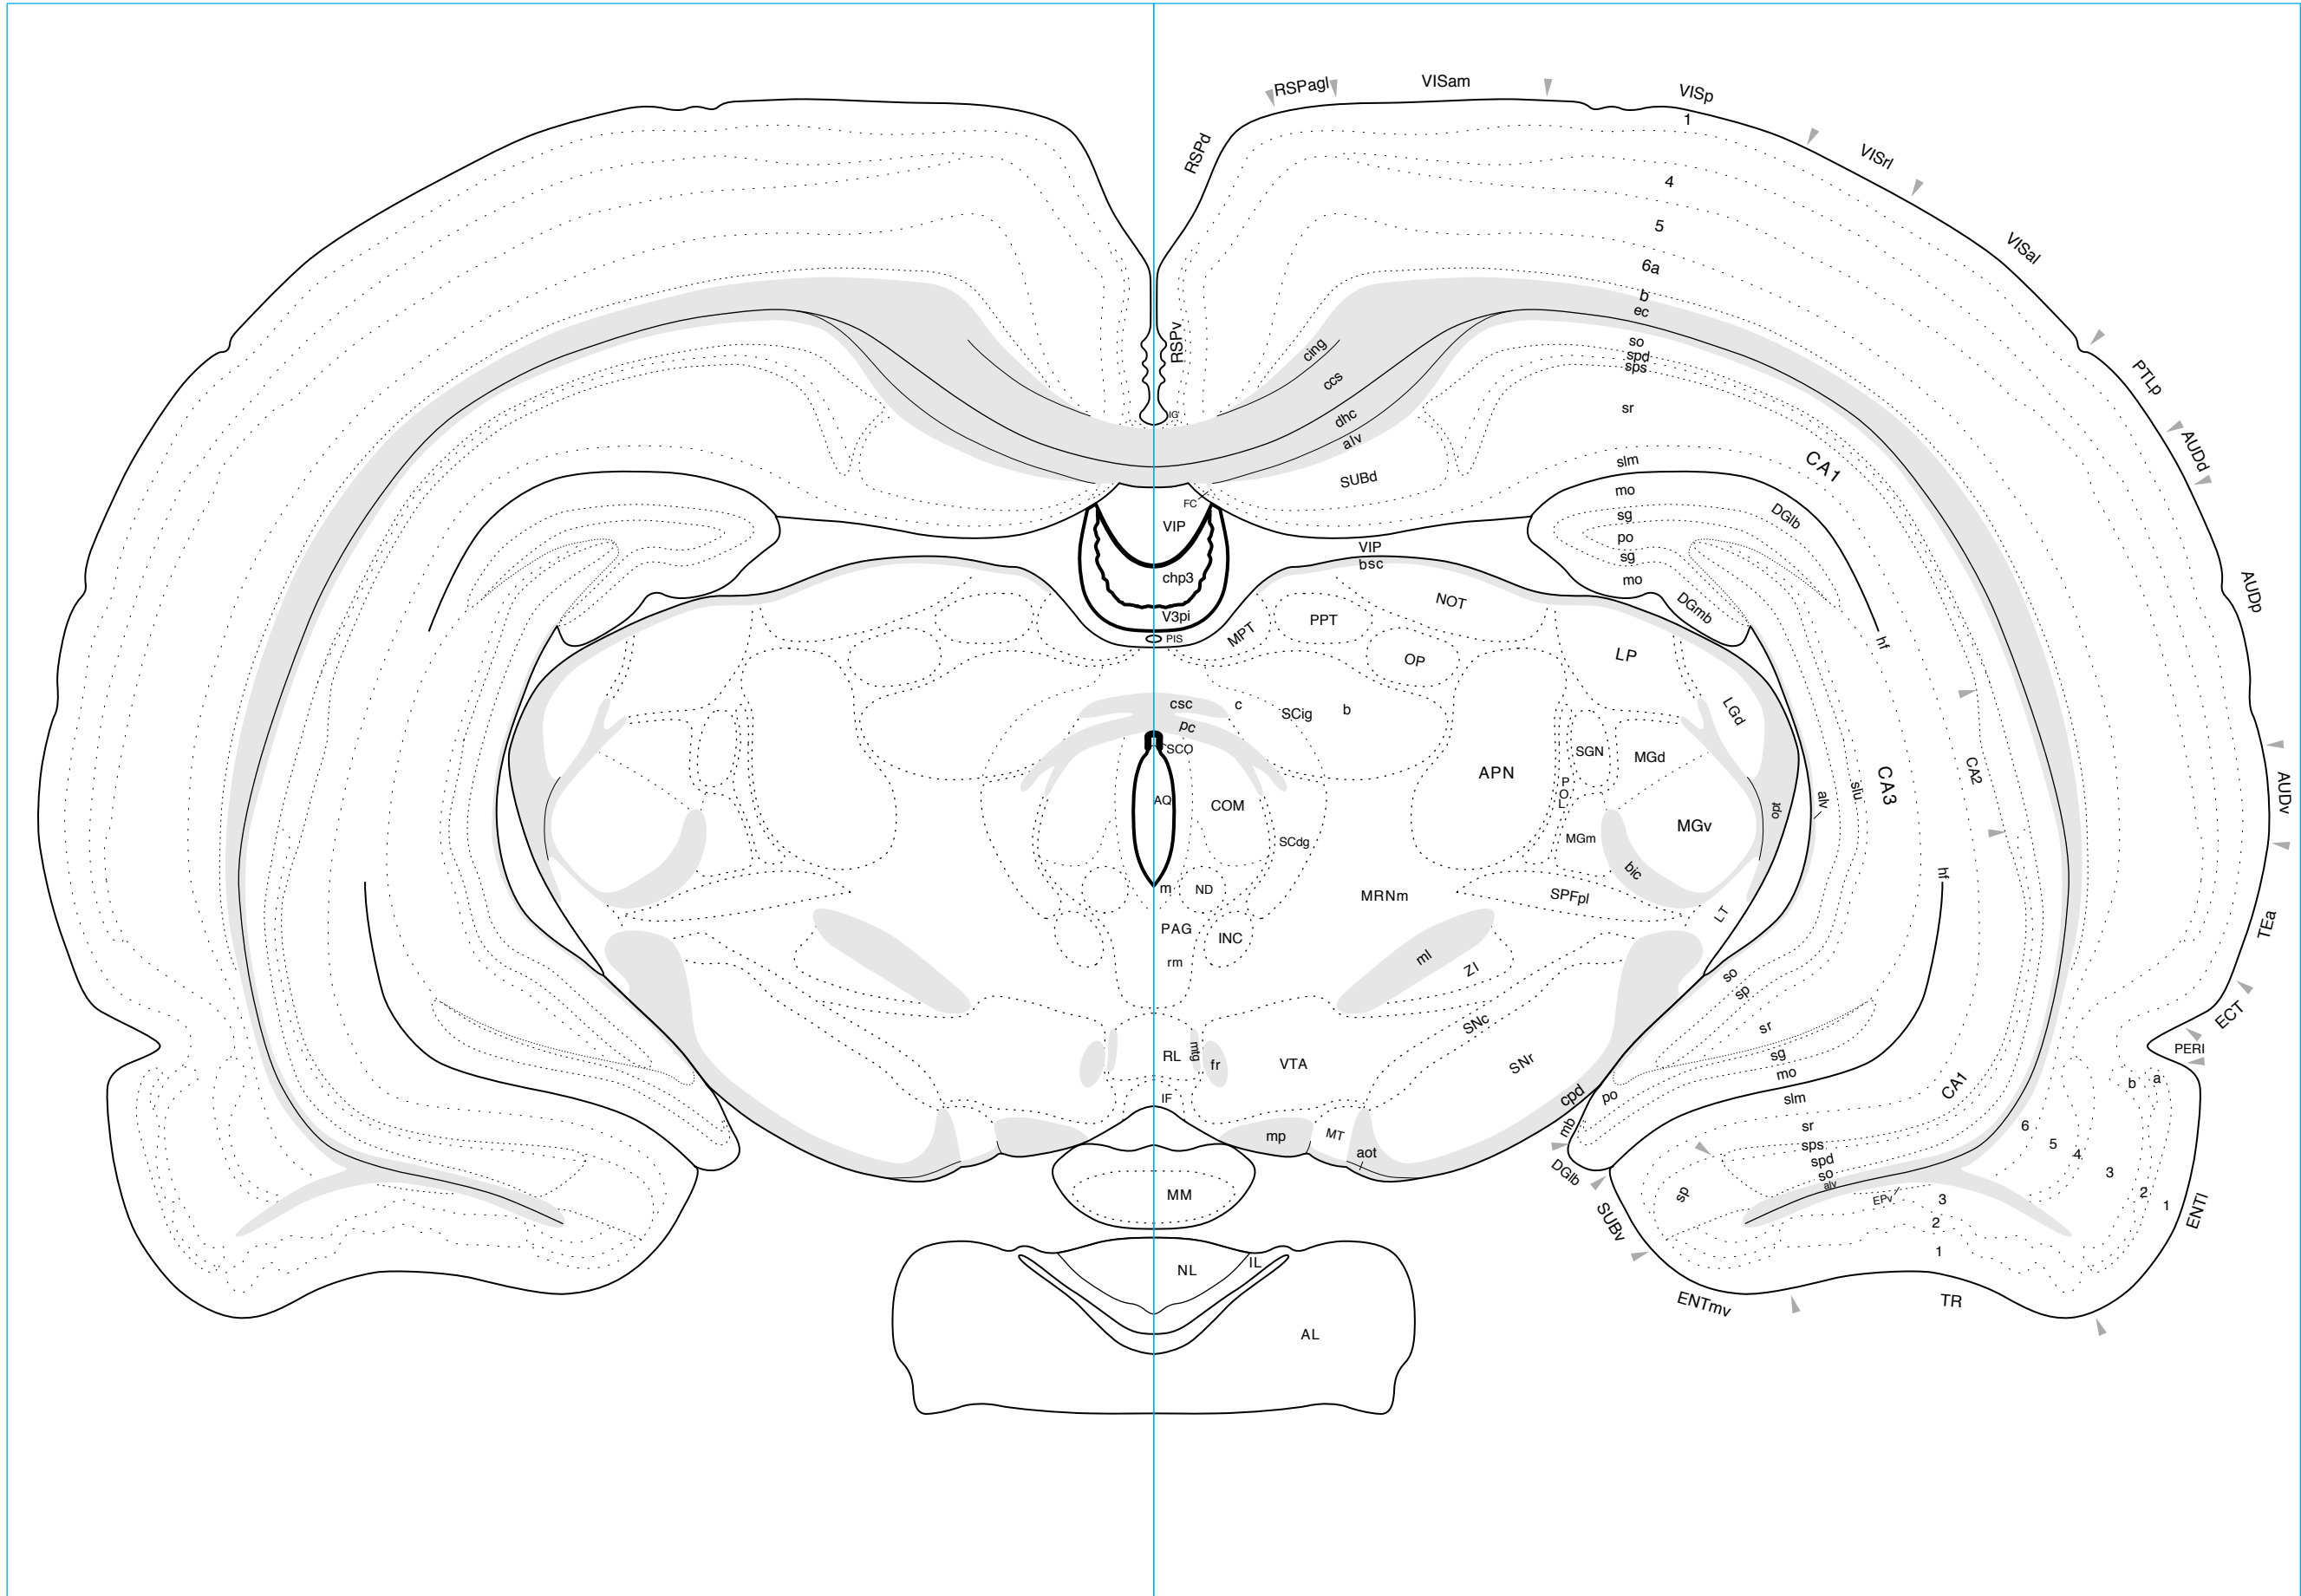 RSPagl
VISam
VISp
1
RSPd
VISrl
4
5
VISal
6a
b
ec
RSPv
cing
so
spd
sps
PTLp
ccs
sr
IG
dhc
alv
AUDd
slm
CA1
SUBd
mo
FC
sg
DGlb
VIP
po
VIP
sg
bsc
chp3
mo
AUDp
NOT
DGmb
V3pi
PPT
PIS
MPT
hf
OP
LP
csc
c
SCig
b
LGd
pc
SCO
SGN
MGd
APN
CA2
POL
CA3
slu
AQ
COM
alv
opt
AUDv
MGv
SCdg
MGm
bic
hf
m
ND
MRNm
SPFpl
LT
TEa
PAG
INC
ml
rm
ZI
so
sp
ECT
SNc
sr
PERI
RL
mtg
fr
VTA
SNr
sg
mo
a
b
CA1
IF
cpd
po
slm
mb
sr
6
mp
MT
sps
5
4
aot
spd
3
DGlb
so
alv
sp
MM
EPv
3
2
1
ENTl
SUBv
2
1
NL
IL
ENTmv
TR
AL